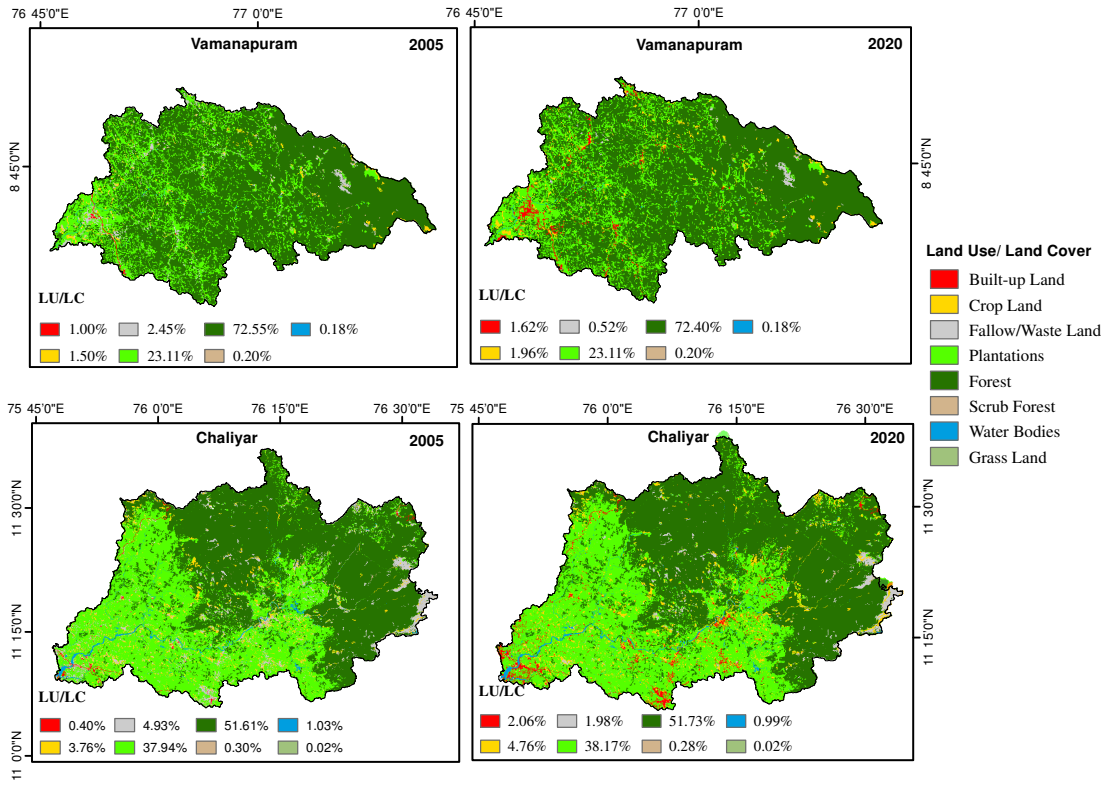 76 45'0"E 77 0'0"E 76 45'0"E 77 0'0"E
Vamanapuram 2005
Vamanapuram 2020
8 45'0"N
8 45'0"N
LU/LC
1.00% 2.45% 72.55% 0.18%
1.50% 23.11% 0.20%
LU/LC
1.62% 0.52% 72.40% 0.18%
1.96% 23.11% 0.20%
Land Use/ Land Cover
Built-up Land
Crop Land
Fallow/Waste Land
Plantations
Forest
Scrub Forest
Water Bodies
Grass Land
75 45'0"E 76 0'0"E 76 15'0"E 76 30'0"E 75 45'0"E 76 0'0"E 76 15'0"E 76 30'0"E
Chaliyar 2005
Chaliyar 2020
11 30'0"N
11 15'0"N
11 0'0"N
11 30'0"N
11 15'0"N
LU/LC
0.40% 4.93% 51.61% 1.03%
3.76% 37.94% 0.30% 0.02%
LU/LC
2.06% 1.98% 51.73% 0.99%
4.76% 38.17% 0.28% 0.02%